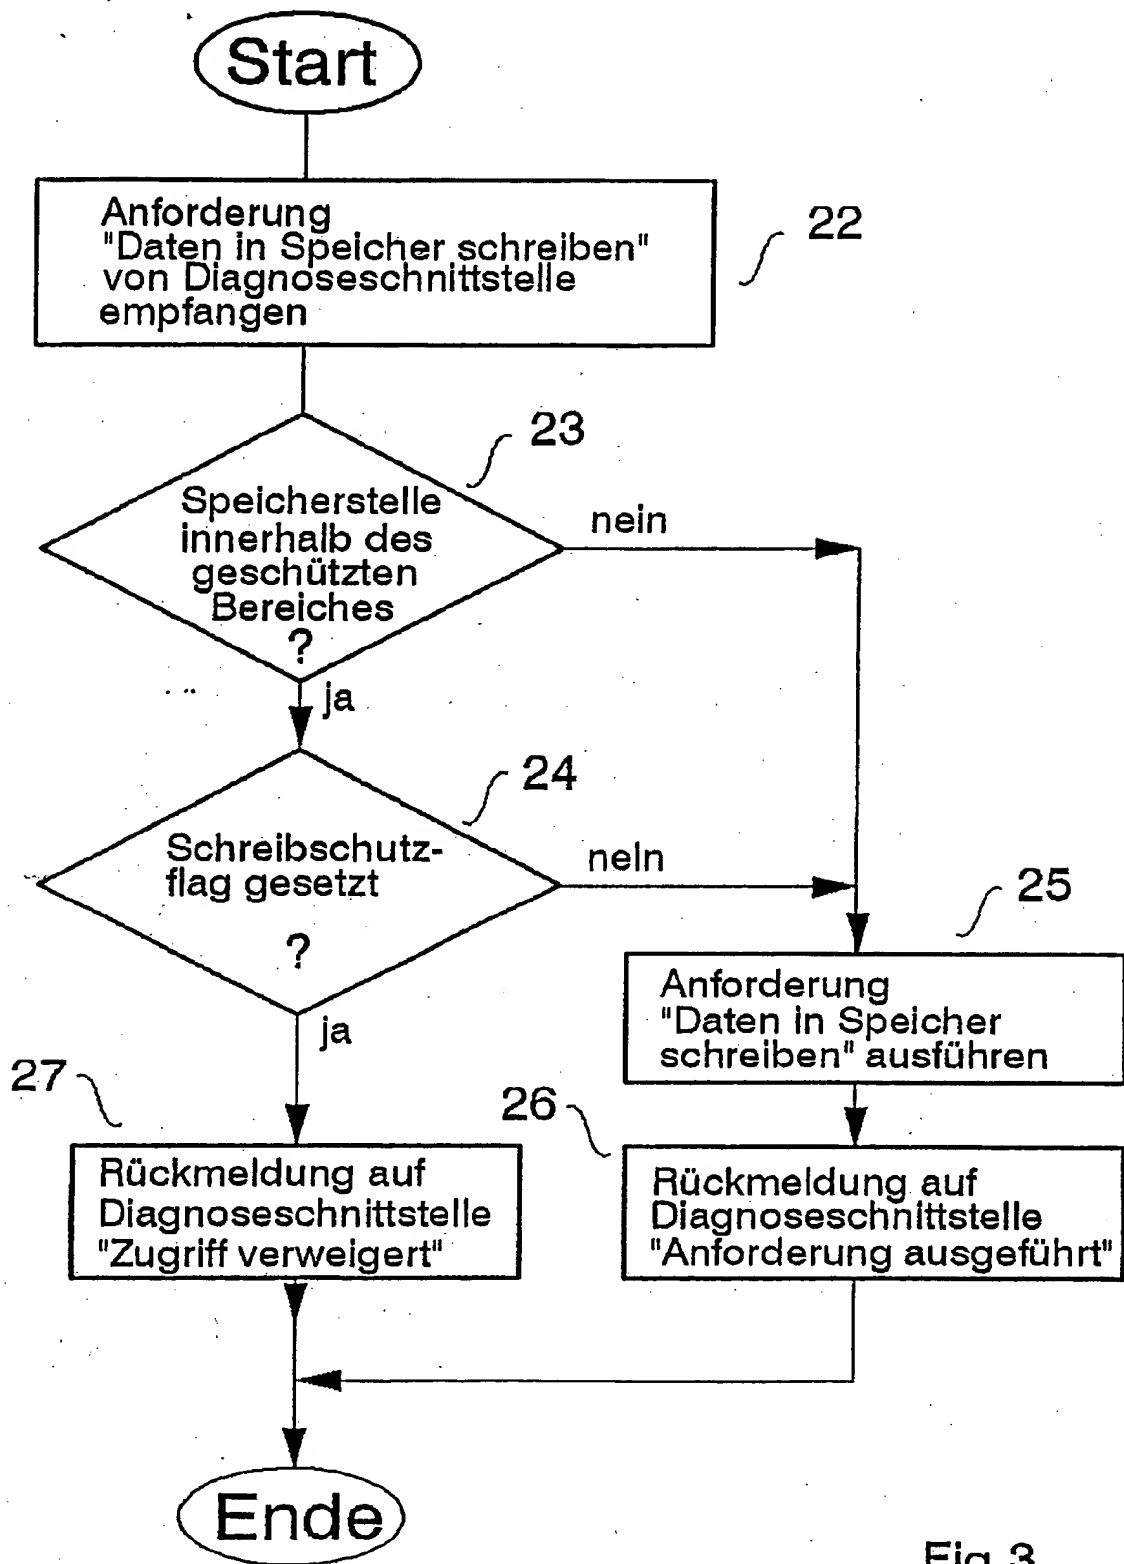 Start
Anforderung
"Daten in Speicher schreiben"
von Diagnoseschnittstelle
empfangen
22
23
Speicherstelle
innerhalb des
geschützten
Bereiches
?
nein
ja
24
Schreibschutz-
flag gesetzt
?
nein
ja
25
Anforderung
"Daten in Speicher
schreiben" ausführen
27
Rückmeldung auf
Diagnoseschnittstelle
"Zugriff verweigert"
26
Rückmeldung auf
Diagnoseschnittstelle
"Anforderung ausgeführt"
Ende
Fig.3